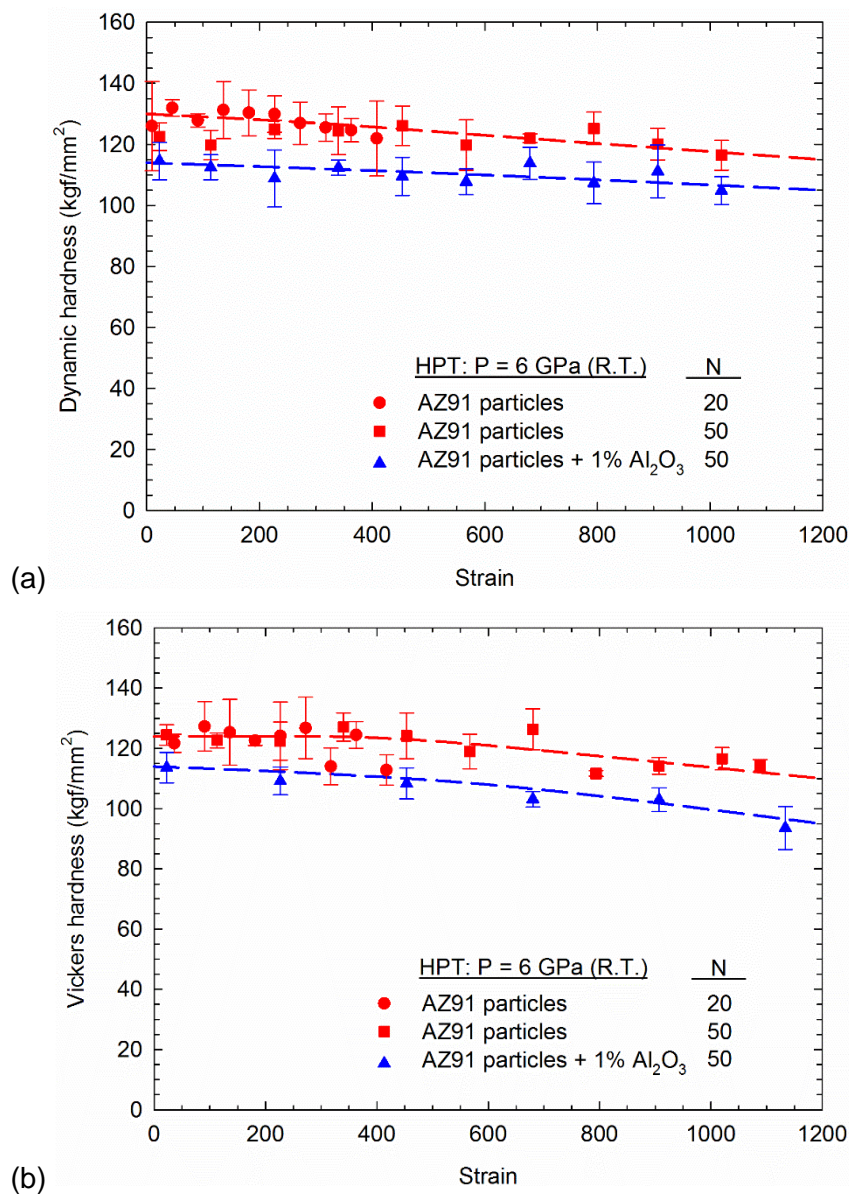 160
140
120
100
80
60
40
20
0
Dynamic hardness (kgf/mm²)
HPT: P = 6 GPa (R.T.) N
AZ91 particles 20
AZ91 particles 50
AZ91 particles + 1% Al₂O₃ 50
0 200 400 600 800 1000 1200
Strain
(a)
160
140
120
100
80
60
40
20
0
Vickers hardness (kgf/mm²)
HPT: P = 6 GPa (R.T.) N
AZ91 particles 20
AZ91 particles 50
AZ91 particles + 1% Al₂O₃ 50
0 200 400 600 800 1000 1200
Strain
(b)